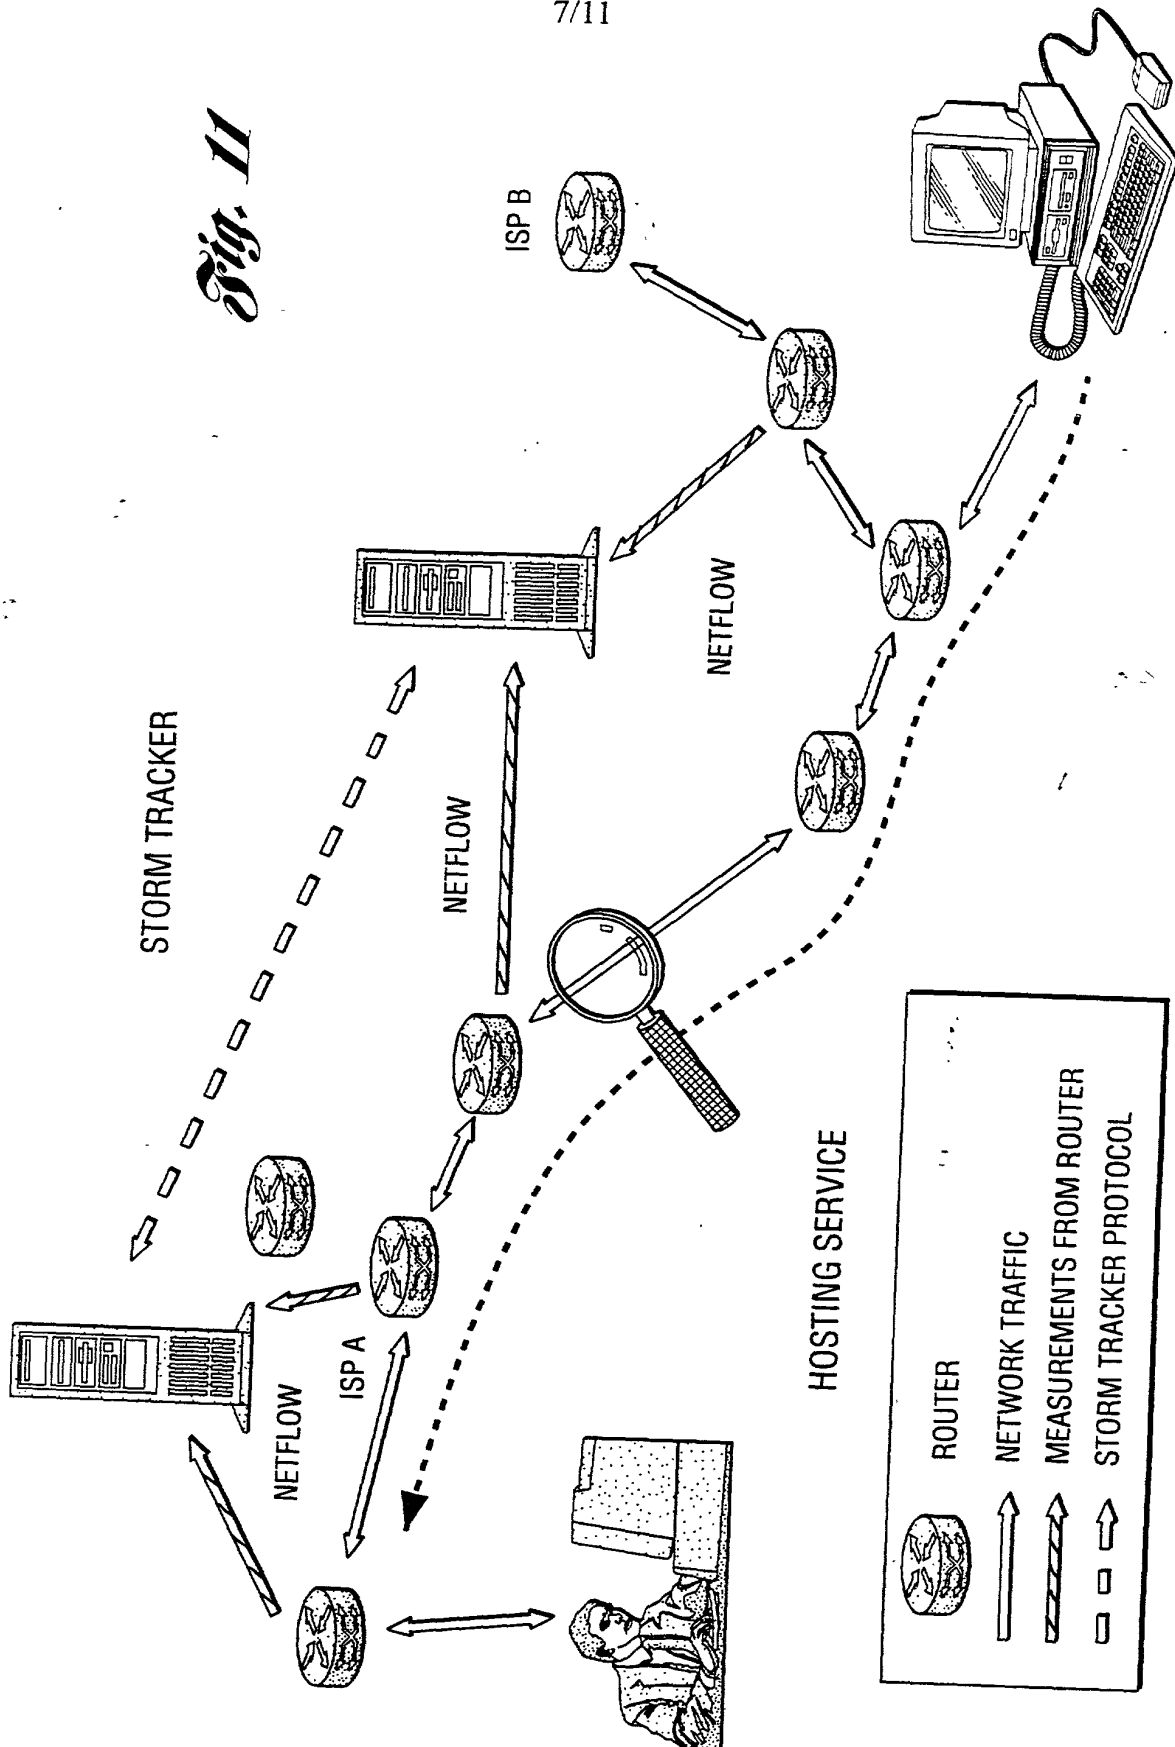 7/11
Fig. 11
STORM TRACKER
ISP B
NETFLOW
NETFLOW
NETFLOW
ISP A
HOSTING SERVICE
ROUTER
NETWORK TRAFFIC
MEASUREMENTS FROM ROUTER
STORM TRACKER PROTOCOL